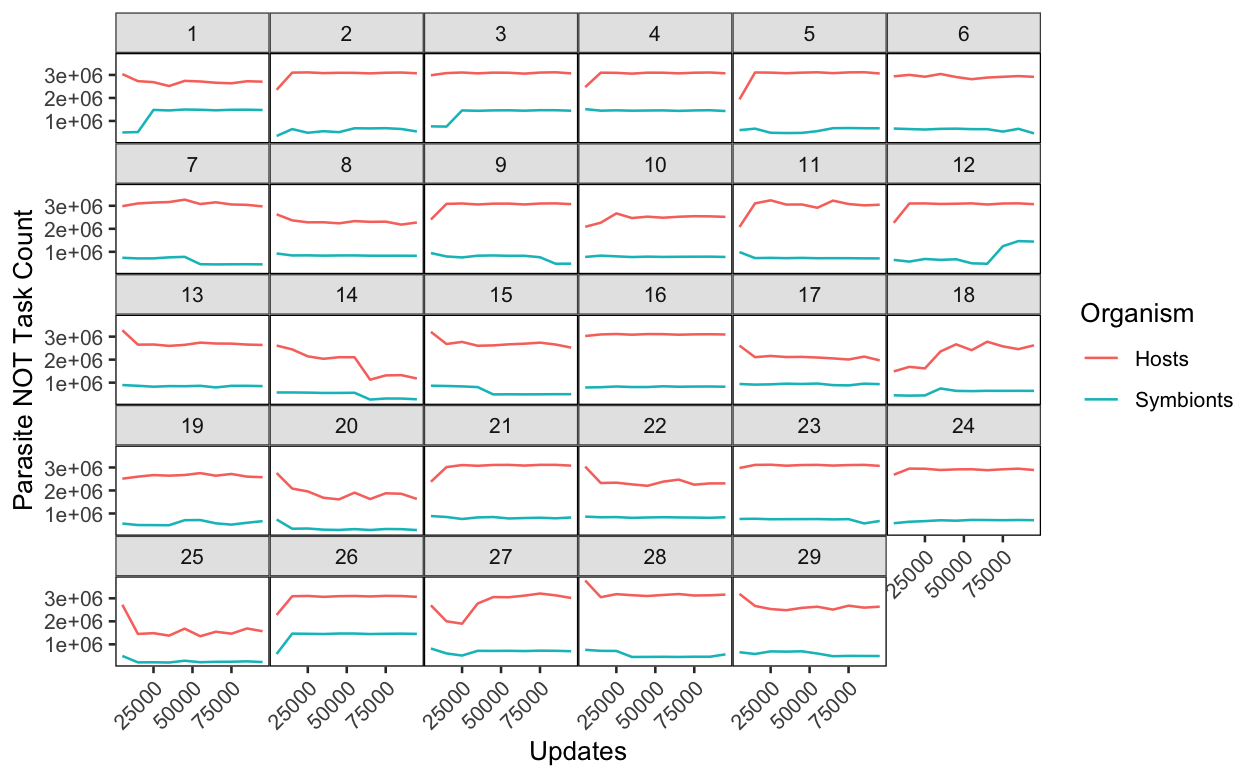 1 2 3 4 5 6
3e+06
2e+06
1e+06
7 8 9 10 11 12
3e+06
2e+06
1e+06
13 14 15 16 17 18
3e+06
2e+06
1e+06
19 20 21 22 23 24
3e+06
2e+06
1e+06
25000 50000 75000
25 26 27 28 29
3e+06
2e+06
1e+06
25000 50000 75000 25000 50000 75000 25000 50000 75000 25000 50000 75000 25000 50000 75000
Updates
Parasite NOT Task Count
Organism
Hosts
Symbionts